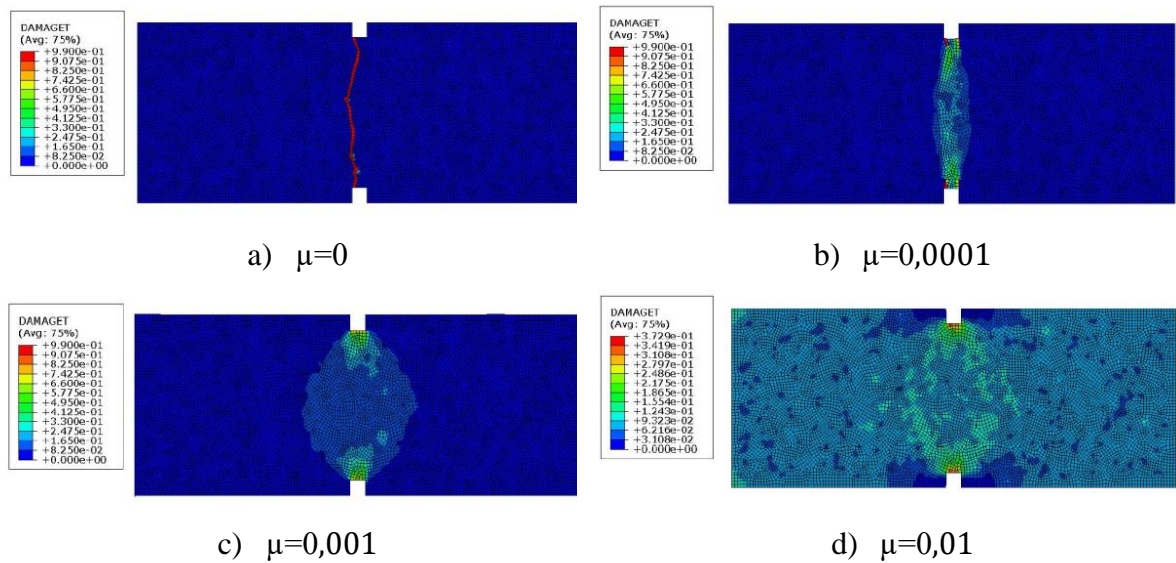 DAMAGET
(Avg: 75%)
+9.900e-01
+9.075e-01
+8.250e-01
+7.425e-01
+6.600e-01
+5.775e-01
+4.950e-01
+4.125e-01
+3.300e-01
+2.475e-01
+1.650e-01
+8.250e-02
+0.000e+00
DAMAGET
(Avg: 75%)
+9.900e-01
+9.075e-01
+8.250e-01
+7.425e-01
+6.600e-01
+5.775e-01
+4.950e-01
+4.125e-01
+3.300e-01
+2.475e-01
+1.650e-01
+8.250e-02
+0.000e+00
a) µ=0
b) µ=0,0001
DAMAGET
(Avg: 75%)
+9.900e-01
+9.075e-01
+8.250e-01
+7.425e-01
+6.600e-01
+5.775e-01
+4.950e-01
+4.125e-01
+3.300e-01
+2.475e-01
+1.650e-01
+8.250e-02
+0.000e+00
DAMAGET
(Avg: 75%)
+3.729e-01
+3.419e-01
+3.108e-01
+2.797e-01
+2.486e-01
+2.175e-01
+1.865e-01
+1.554e-01
+1.243e-01
+9.323e-02
+6.216e-02
+3.108e-02
+0.000e+00
c) µ=0,001
d) µ=0,01